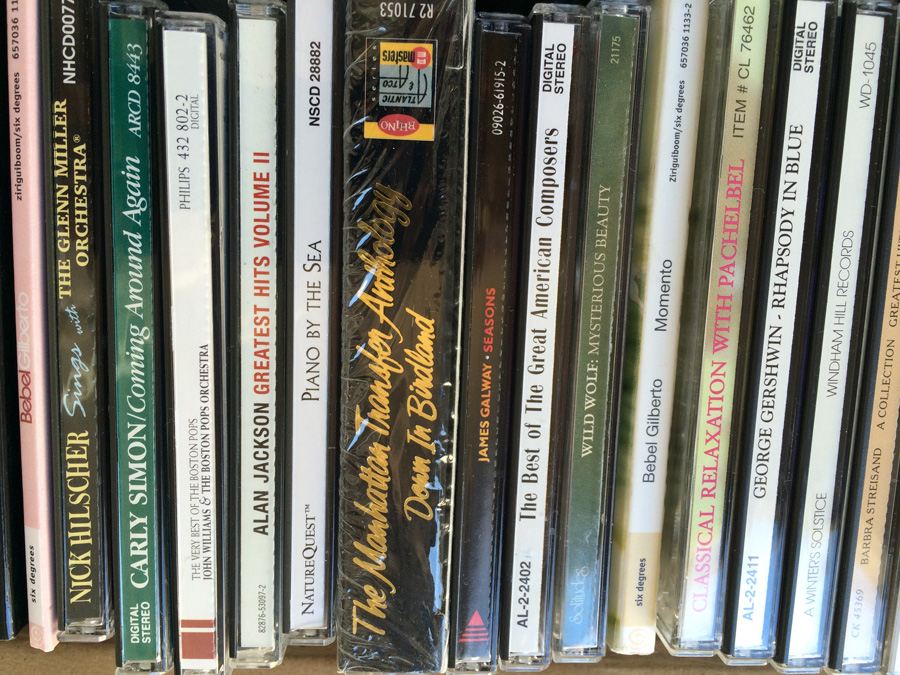 Bebel Gilberto
ziriguiboom/six degrees 657036 1133-2
six degrees
NICK HILSCHER Sings with THE GLENN MILLER
ORCHESTRA®
NHCD007
CARLY SIMON/Coming Around Again ARCD 8443
DIGITAL
STEREO
THE VERY BEST OF THE BOSTON POPS
JOHN WILLIAMS & THE BOSTON POPS ORCHESTRA
PHILIPS 432 802-2
DIGITAL
ALAN JACKSON GREATEST HITS VOLUME II
82876-53097-2
NATUREQUEST™ PIANO BY THE SEA NSCD 28882
The Manhattan Transfer Anthology
Down In Birdland
RHINO
ATLANTIC
& ATCO
masters
series
R2 71053
JAMES GALWAY • SEASONS 09026-61915-2
AL-2-2402 The Best of The Great American Composers DIGITAL
STEREO
WILD WOLF: MYSTERIOUS BEAUTY 21175
six degrees Bebel Gilberto Momento ziriguiboom/six degrees 657036 1133-2
CLASSICAL RELAXATION WITH PACHELBEL ITEM # CL 76462
AL-2-2411 GEORGE GERSHWIN - RHAPSODY IN BLUE DIGITAL
STEREO
A WINTER'S SOLSTICE WINDHAM HILL RECORDS WD-1045
CK 45369 BARBRA STREISAND A COLLECTION GREATEST HITS